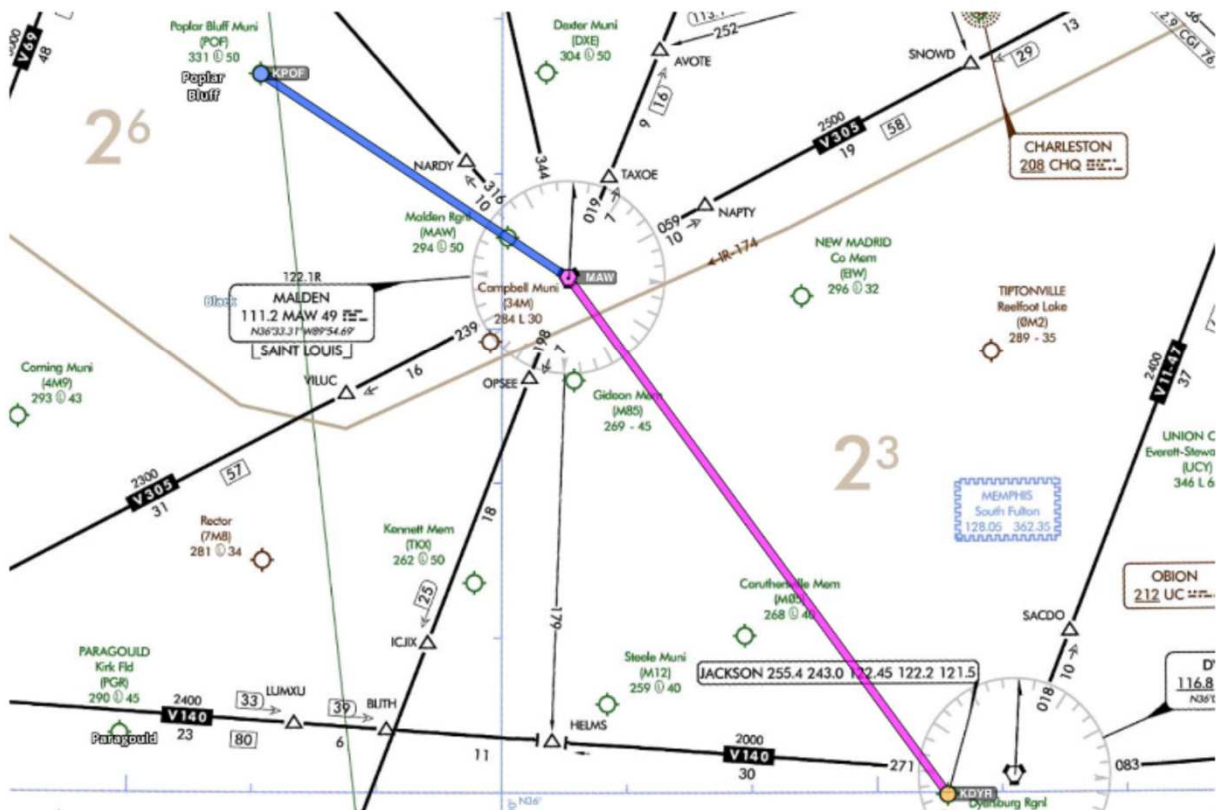 V69
48
Poplar Bluff Muni
(POF)
331 Ⓛ 50
KPOF
Poplar
Bluff
2⁶
Dexter Muni
(DXE)
304 Ⓛ 50
252
AVOTE
16
9
SNOWD
29
13
2500
V305
19
58
CHARLESTON
208 CHQ
NARDY
316
10
344
TAXOE
019
7
NAPTY
059
10
IR-174
Malden Rgnl
(MAW)
294 Ⓛ 50
MAW
NEW MADRID
Co Mem
(EIW)
296 Ⓛ 32
122.1R
MALDEN
111.2 MAW 49
N36°33.31' W89°54.69'
SAINT LOUIS
Campbell Muni
(34M)
284 L 30
TIPTONVILLE
Reelfoot Lake
(ØM2)
289 - 35
239
16
VILUC
198
7
OPSEE
Corning Muni
(4M9)
293 Ⓛ 43
Gideon Mem
(M85)
269 - 45
2400
V11-47
37
2³
UNION C
Everett-Stewa
(UCY)
346 L 6
2300
V305
31
57
MEMPHIS
South Fulton
128.05 362.35
Rector
(7M8)
281 Ⓛ 34
Kennett Mem
(TKX)
262 Ⓛ 50
18
25
ICJIX
179
Caruthersville Mem
(MØ5)
268 Ⓛ 40
OBION
212 UC
SACDO
10
018
PARAGOULD
Kirk Fld
(PGR)
290 Ⓛ 45
Paragould
2400
V140
23
80
33
LUMXU
39
BLITH
6
11
Steele Muni
(M12)
259 Ⓛ 40
HELMS
JACKSON 255.4 243.0 122.45 122.2 121.5
116.8
2000
V140
30
271
083
KDYR
Dyersburg Rgnl
N36°